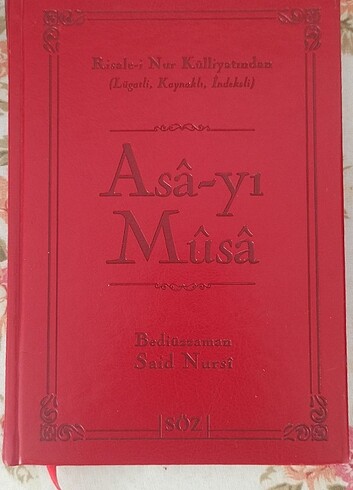 Risale-i Nur Külliyatından
(Lügatli, Kaynaklı, İndeksli)
Asâ-yı
Mûsâ
Bediüzzaman
Said Nursî
|SÖZ|